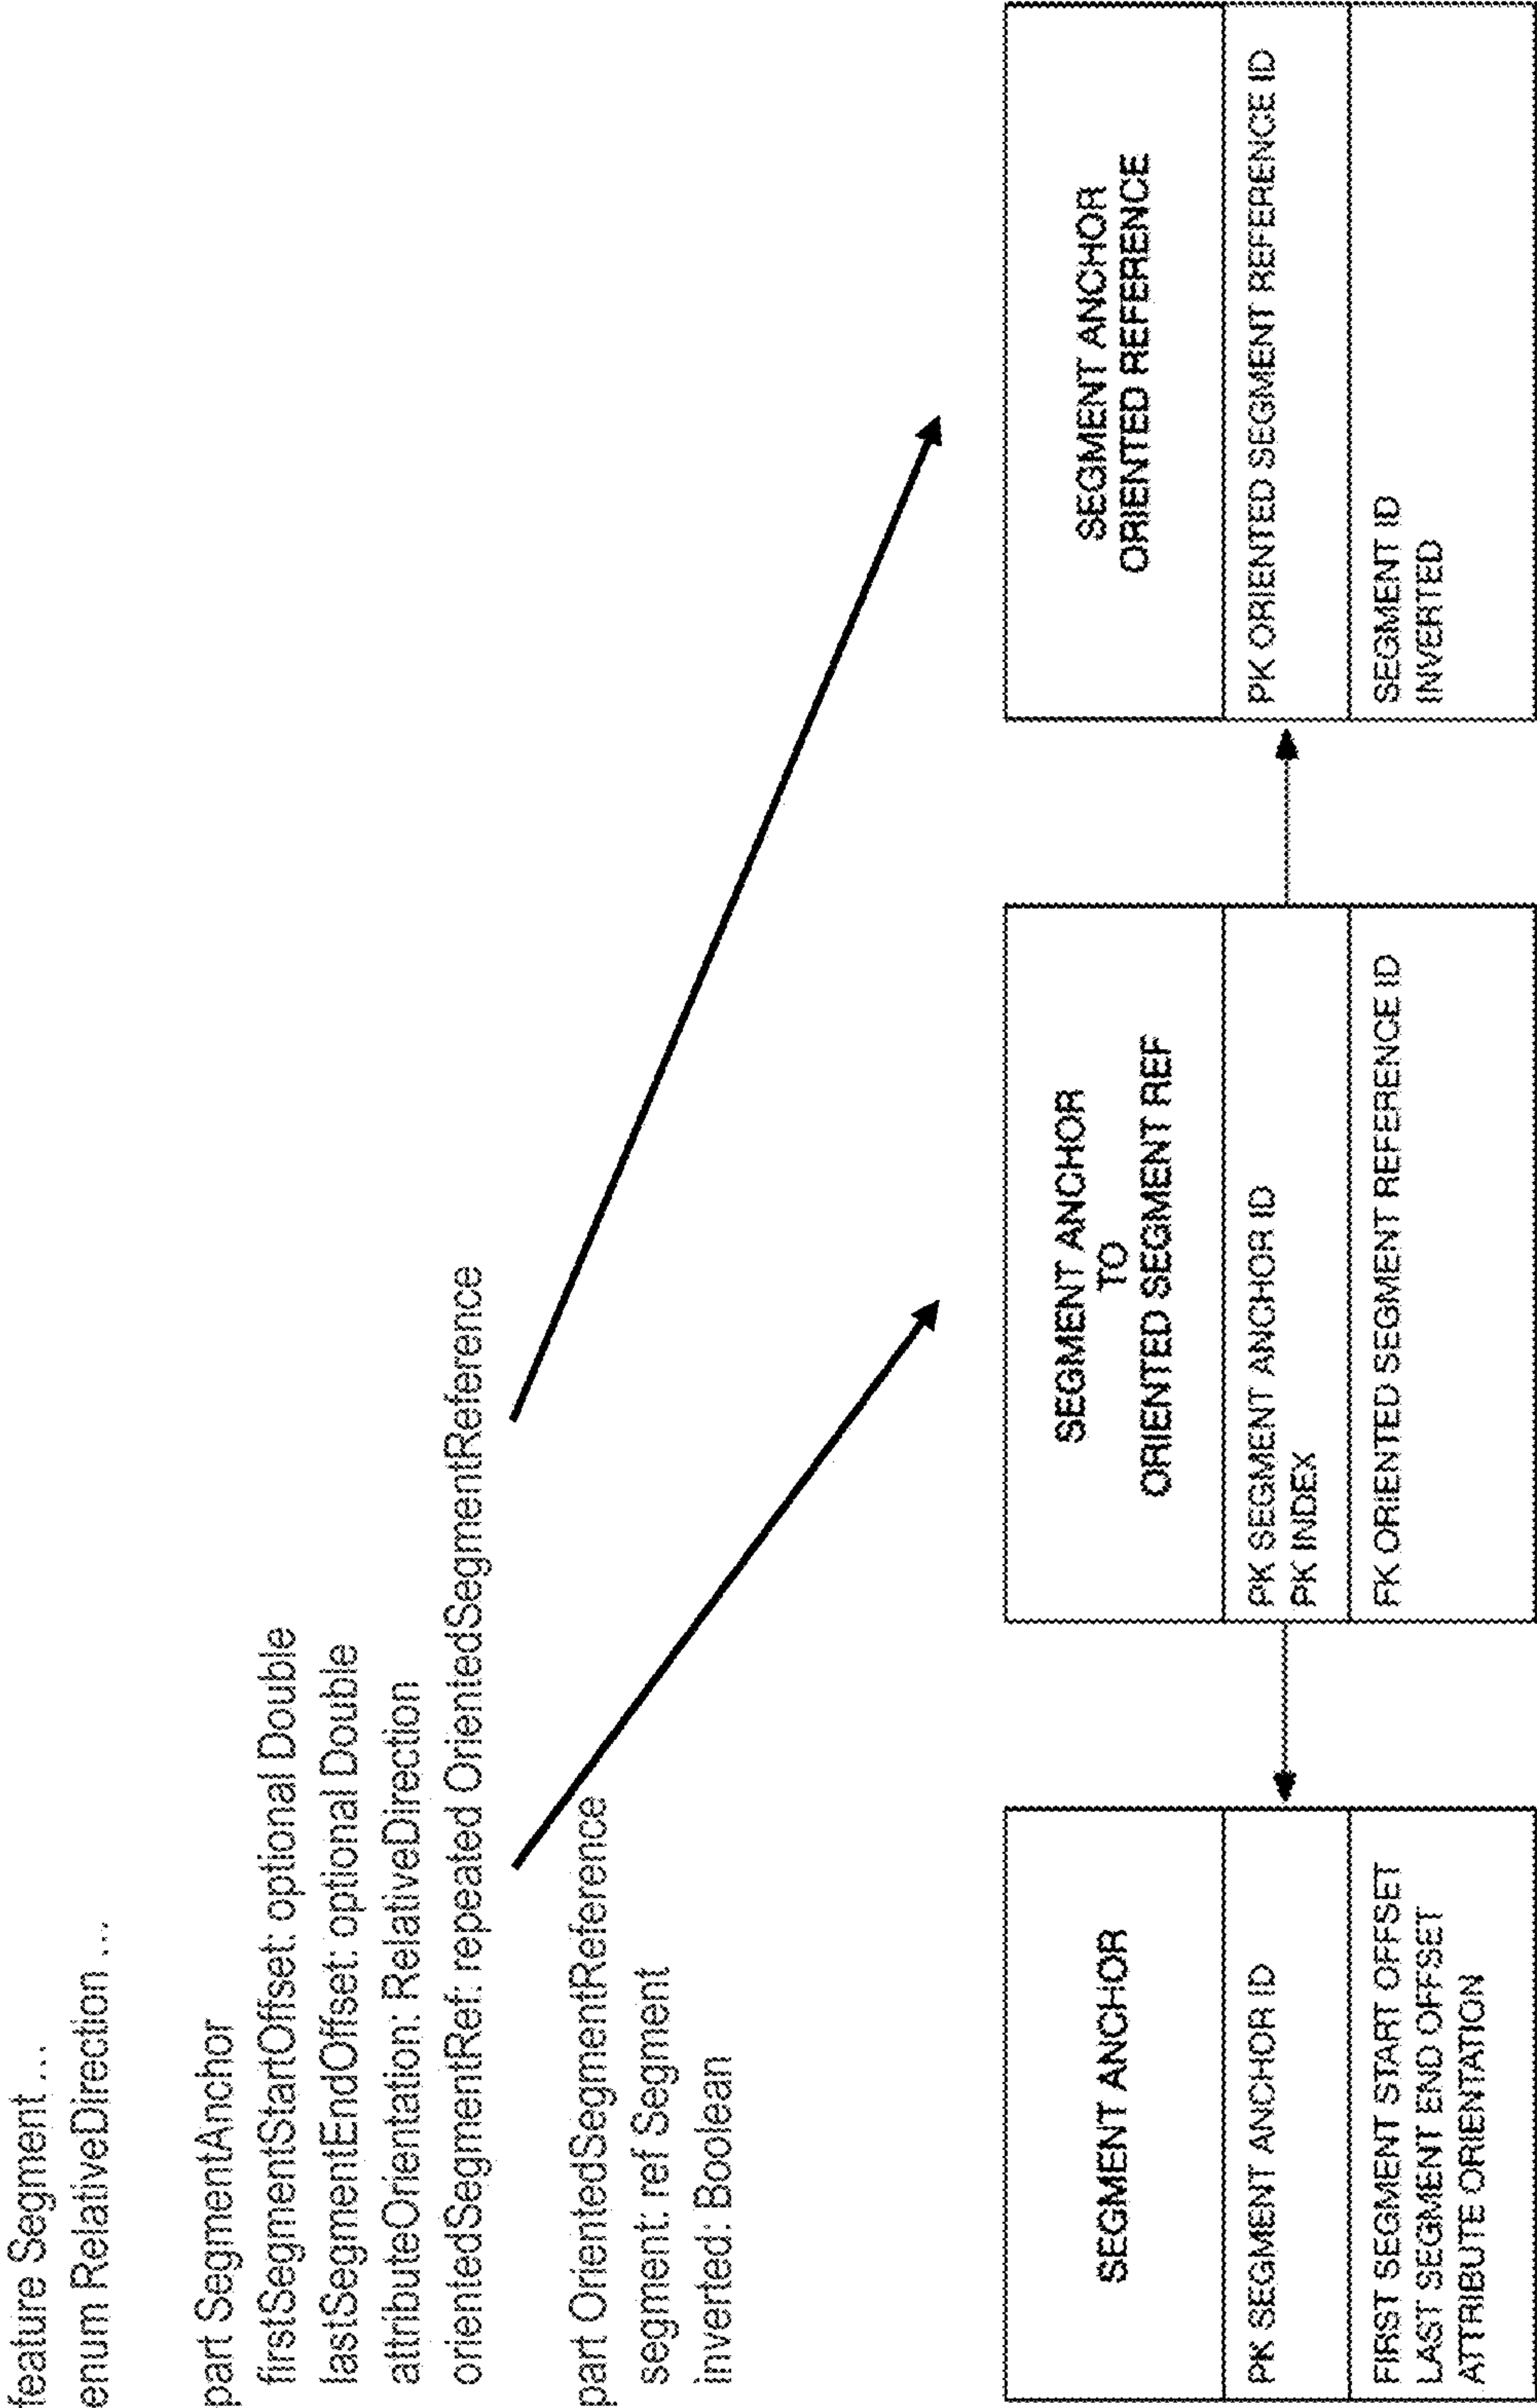 feature Segment ...
enum RelativeDirection ...
part SegmentAnchor
firstSegmentStartOffset: optional Double
lastSegmentEndOffset: optional Double
attributeOrientation: RelativeDirection
orientedSegmentRef: repeated OrientedSegmentReference
part OrientedSegmentReference
segment: ref Segment
inverted: Boolean
SEGMENT ANCHOR
PK SEGMENT ANCHOR ID
FIRST SEGMENT START OFFSET
LAST SEGMENT END OFFSET
ATTRIBUTE ORIENTATION
SEGMENT ANCHOR
TO
ORIENTED SEGMENT REF
PK SEGMENT ANCHOR ID
PK INDEX
FK ORIENTED SEGMENT REFERENCE ID
SEGMENT ANCHOR
ORIENTED REFERENCE
PK ORIENTED SEGMENT REFERENCE ID
SEGMENT ID
INVERTED